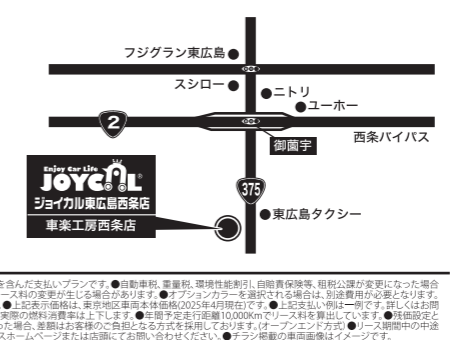 フジグラン東広島
スシロー
ニトリ
ユーホー
2
西条バイパス
御薗宇
Enjoy Car Life
JOYCAL
ジョイカル東広島西条店
車楽工房西条店
375
東広島タクシー
を含んだ支払いプランです。●自動車税、重量税、環境性能割引、自賠責保険等、租税公課が変更になった場合
ース料の変更が生じる場合があります。●オプションカラーを選択される場合は、別途費用が必要となります。
●上記表示価格は、東京地区車両本体価格(2025年4月現在)です。●上記支払い例は一例です。詳しくはお問
実際の燃料消費率は上下します。●年間予定走行距離10,000Kmでリース料を算出しています。●残価設定と
った場合、差額はお客様のご負担となる方式を採用しております。(オープンエンド方式)●リース期間中の中途
スホームページまたは店頭にてお問い合わせください。●チラシ掲載の車両画像はイメージです。